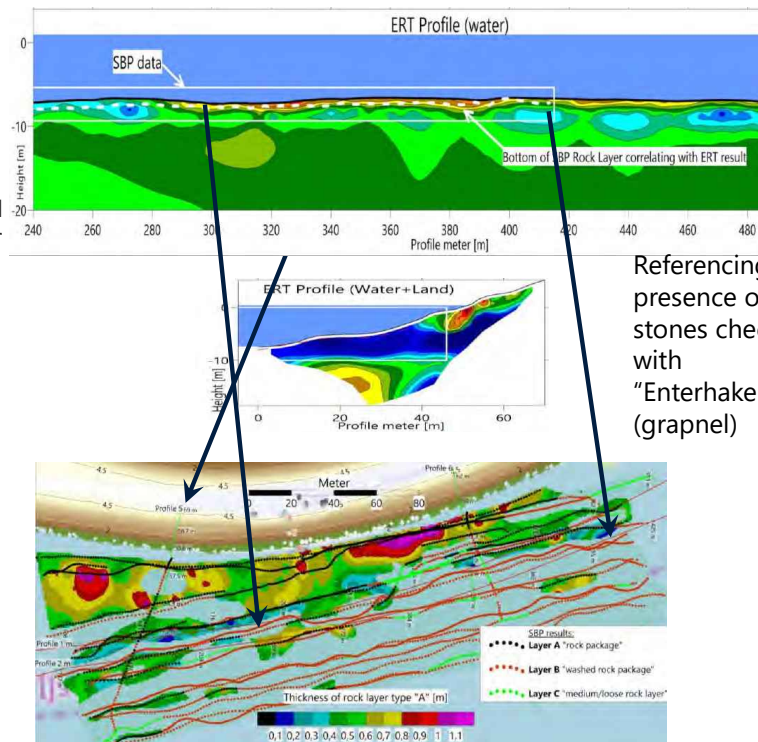 ERT Profile (water)
0
SBP data
-10
Height [m]
Bottom of SBP Rock Layer correlating with ERT result
-20
240 260 280 300 320 340 360 380 400 420 440 460 480
Profile meter [m]
Referencing
presence o
stones chec
with
“Enterhake
(grapnel)
ERT Profile (Water+Land)
0
-10
Height [m]
0 20 40 60
Profile meter [m]
4.5
4.5
4.5
4.5
Meter
0 20 40 60 80
Profile 1
Profile 2
SBP results:
Layer A "rock package"
Layer B "washed rock package"
Layer C "medium/loose rock layer"
Thickness of rock layer type "A" [m]
0,1 0,2 0,3 0,4 0,5 0,6 0,7 0,8 0,9 1 1.1